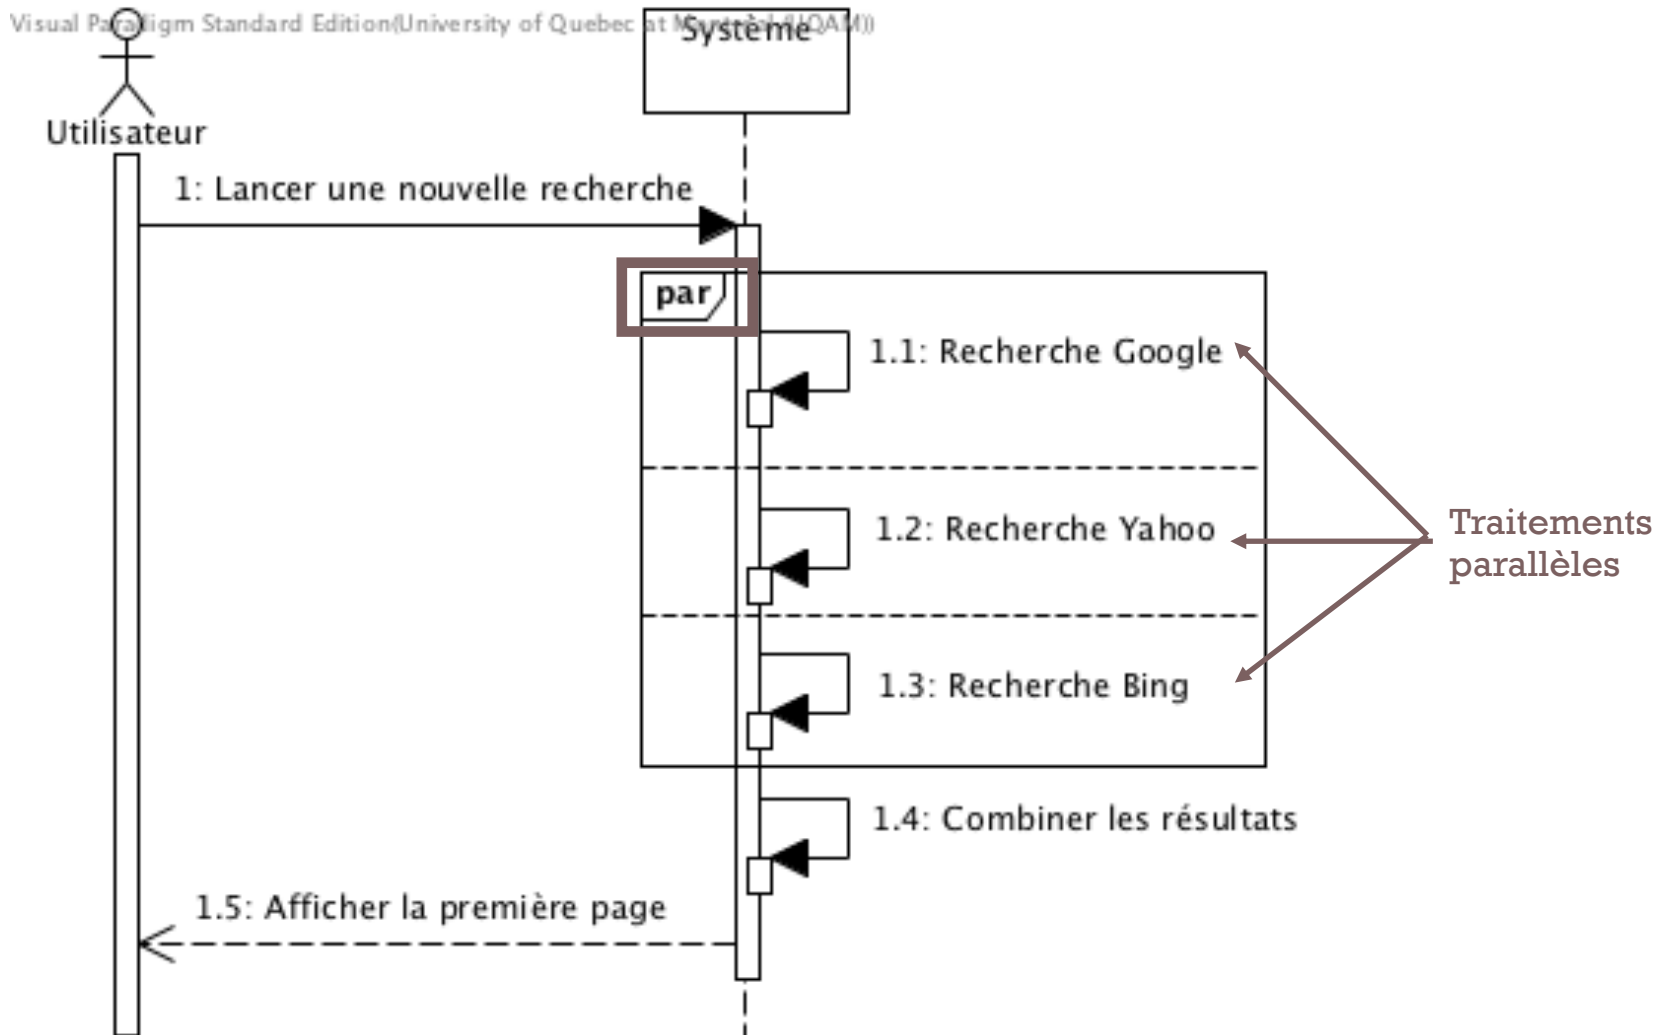 Visual Paradigm Standard Edition(University of Quebec at Montreal (UQAM))
Système
Utilisateur
1: Lancer une nouvelle recherche
par
1.1: Recherche Google
1.2: Recherche Yahoo
Traitements
parallèles
1.3: Recherche Bing
1.4: Combiner les résultats
1.5: Afficher la première page